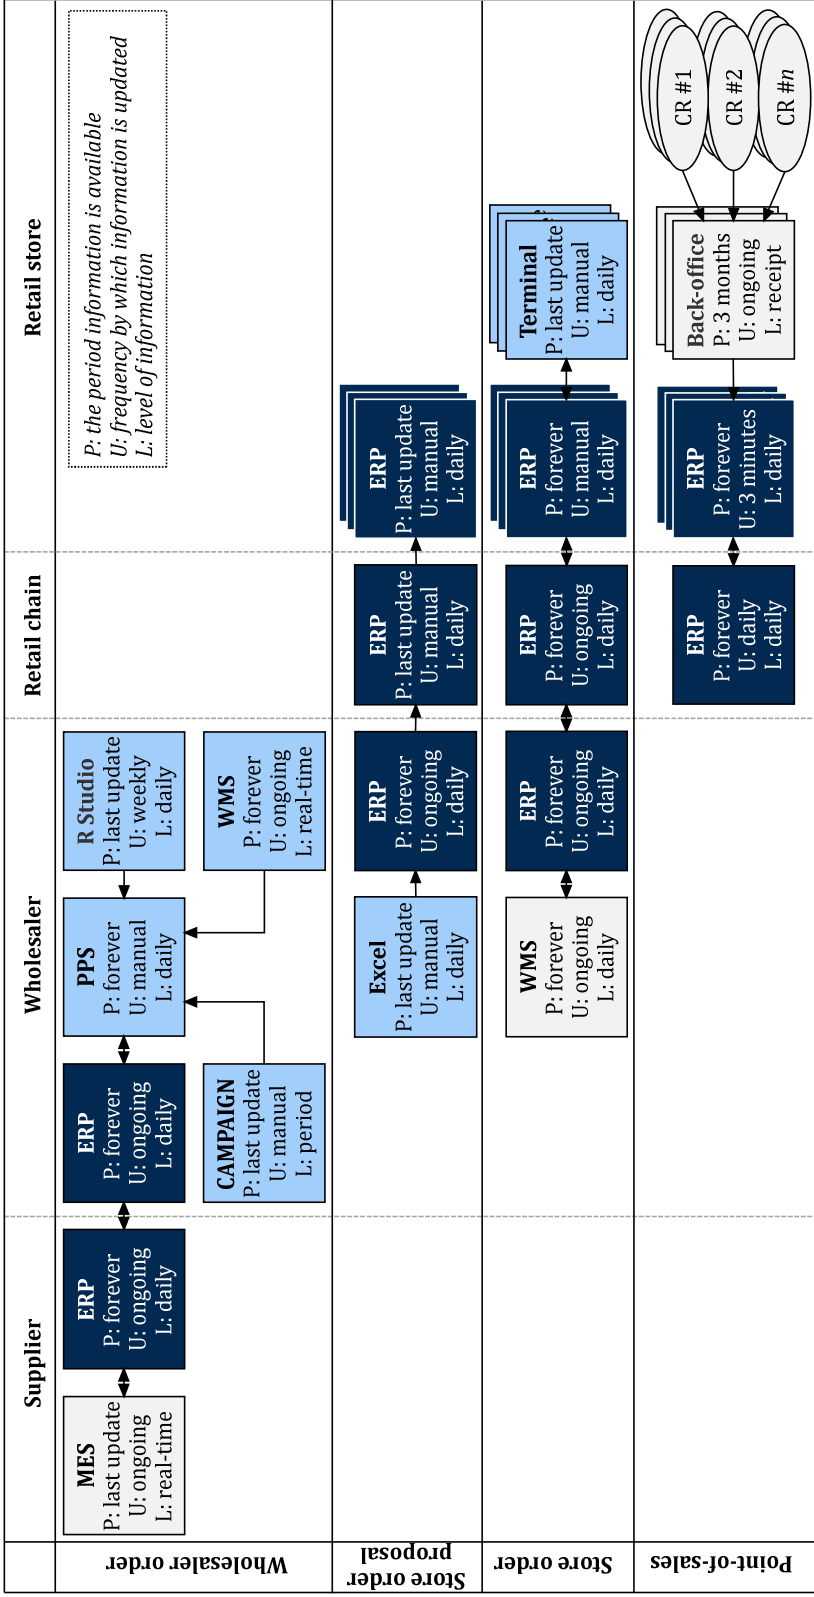 Supplier
Wholesaler
Retail chain
Retail store
Wholesaler order
MES
P: last update
U: ongoing
L: real-time
ERP
P: forever
U: ongoing
L: daily
ERP
P: forever
U: ongoing
L: daily
PPS
P: forever
U: manual
L: daily
R Studio
P: last update
U: weekly
L: daily
CAMPAIGN
P: last update
U: manual
L: period
WMS
P: forever
U: ongoing
L: real-time
P: the period information is available
U: frequency by which information is updated
L: level of information
Store order
proposal
Excel
P: last update
U: manual
L: daily
ERP
P: forever
U: ongoing
L: daily
ERP
P: last update
U: manual
L: daily
ERP
P: last update
U: manual
L: daily
Store order
WMS
P: forever
U: ongoing
L: daily
ERP
P: forever
U: ongoing
L: daily
ERP
P: forever
U: ongoing
L: daily
ERP
P: forever
U: manual
L: daily
Terminal
P: last update
U: manual
L: daily
Point-of-sales
ERP
P: forever
U: daily
L: daily
ERP
P: forever
U: 3 minutes
L: daily
Back-office
P: 3 months
U: ongoing
L: receipt
CR #1
CR #2
CR #n